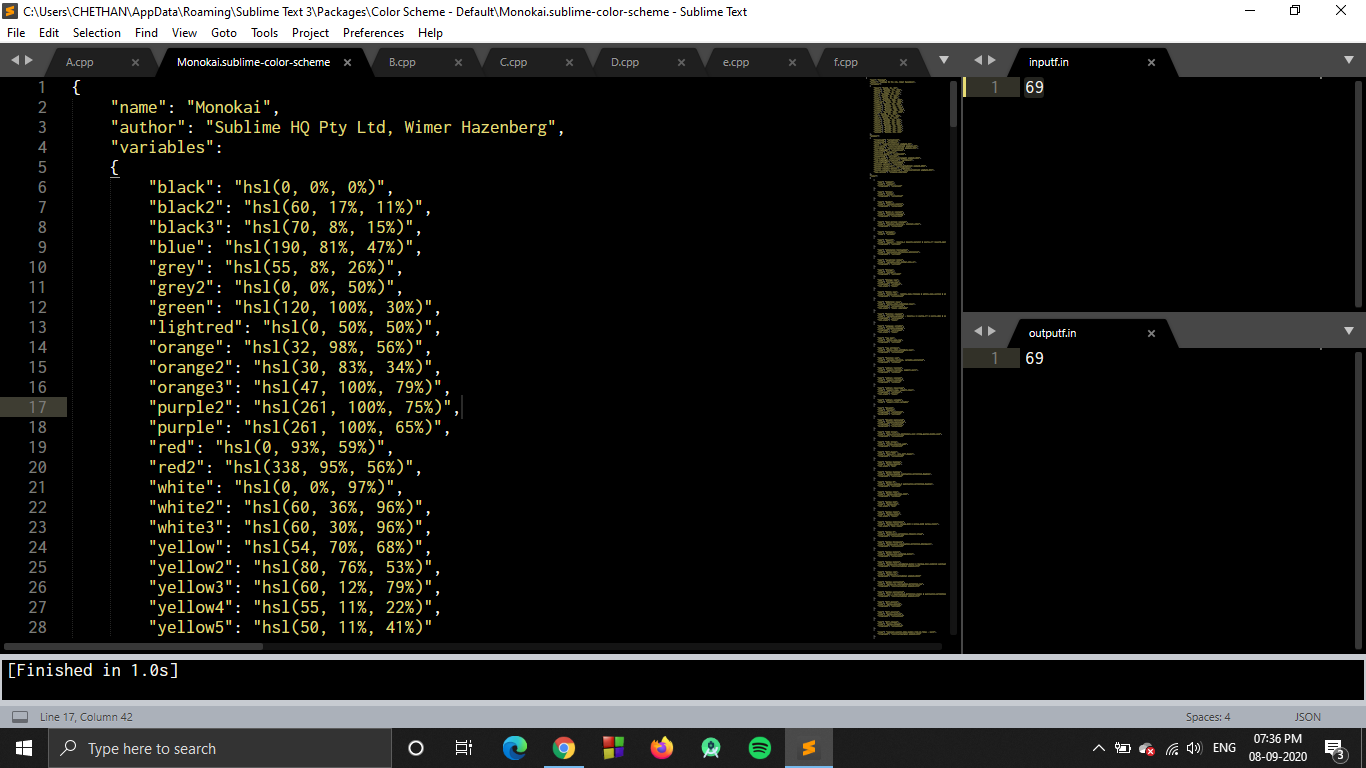 C:\Users\CHETHAN\AppData\Roaming\Sublime Text 3\Packages\Color Scheme - Default\Monokai.sublime-color-scheme - Sublime Text
File Edit Selection Find View Goto Tools Project Preferences Help
A.cpp Monokai.sublime-color-scheme B.cpp C.cpp D.cpp e.cpp f.cpp
1 {
2 "name": "Monokai",
3 "author": "Sublime HQ Pty Ltd, Wimer Hazenberg",
4 "variables":
5 {
6 "black": "hsl(0, 0%, 0%)",
7 "black2": "hsl(60, 17%, 11%)",
8 "black3": "hsl(70, 8%, 15%)",
9 "blue": "hsl(190, 81%, 47%)",
10 "grey": "hsl(55, 8%, 26%)",
11 "grey2": "hsl(0, 0%, 50%)",
12 "green": "hsl(120, 100%, 30%)",
13 "lightred": "hsl(0, 50%, 50%)",
14 "orange": "hsl(32, 98%, 56%)",
15 "orange2": "hsl(30, 83%, 34%)",
16 "orange3": "hsl(47, 100%, 79%)",
17 "purple2": "hsl(261, 100%, 75%)",
18 "purple": "hsl(261, 100%, 65%)",
19 "red": "hsl(0, 93%, 59%)",
20 "red2": "hsl(338, 95%, 56%)",
21 "white": "hsl(0, 0%, 97%)",
22 "white2": "hsl(60, 36%, 96%)",
23 "white3": "hsl(60, 30%, 96%)",
24 "yellow": "hsl(54, 70%, 68%)",
25 "yellow2": "hsl(80, 76%, 53%)",
26 "yellow3": "hsl(60, 12%, 79%)",
27 "yellow4": "hsl(55, 11%, 22%)",
28 "yellow5": "hsl(50, 11%, 41%)"
inputf.in
1 69
outputf.in
1 69
[Finished in 1.0s]
Line 17, Column 42
Spaces: 4
JSON
Type here to search
ENG
07:36 PM
08-09-2020
3